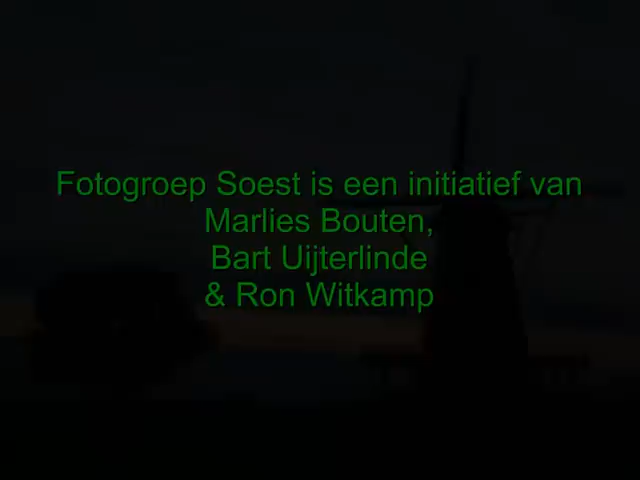 Fotogroep Soest is een initiatief van
Marlies Bouten,
Bart Uijterlinde
& Ron Witkamp